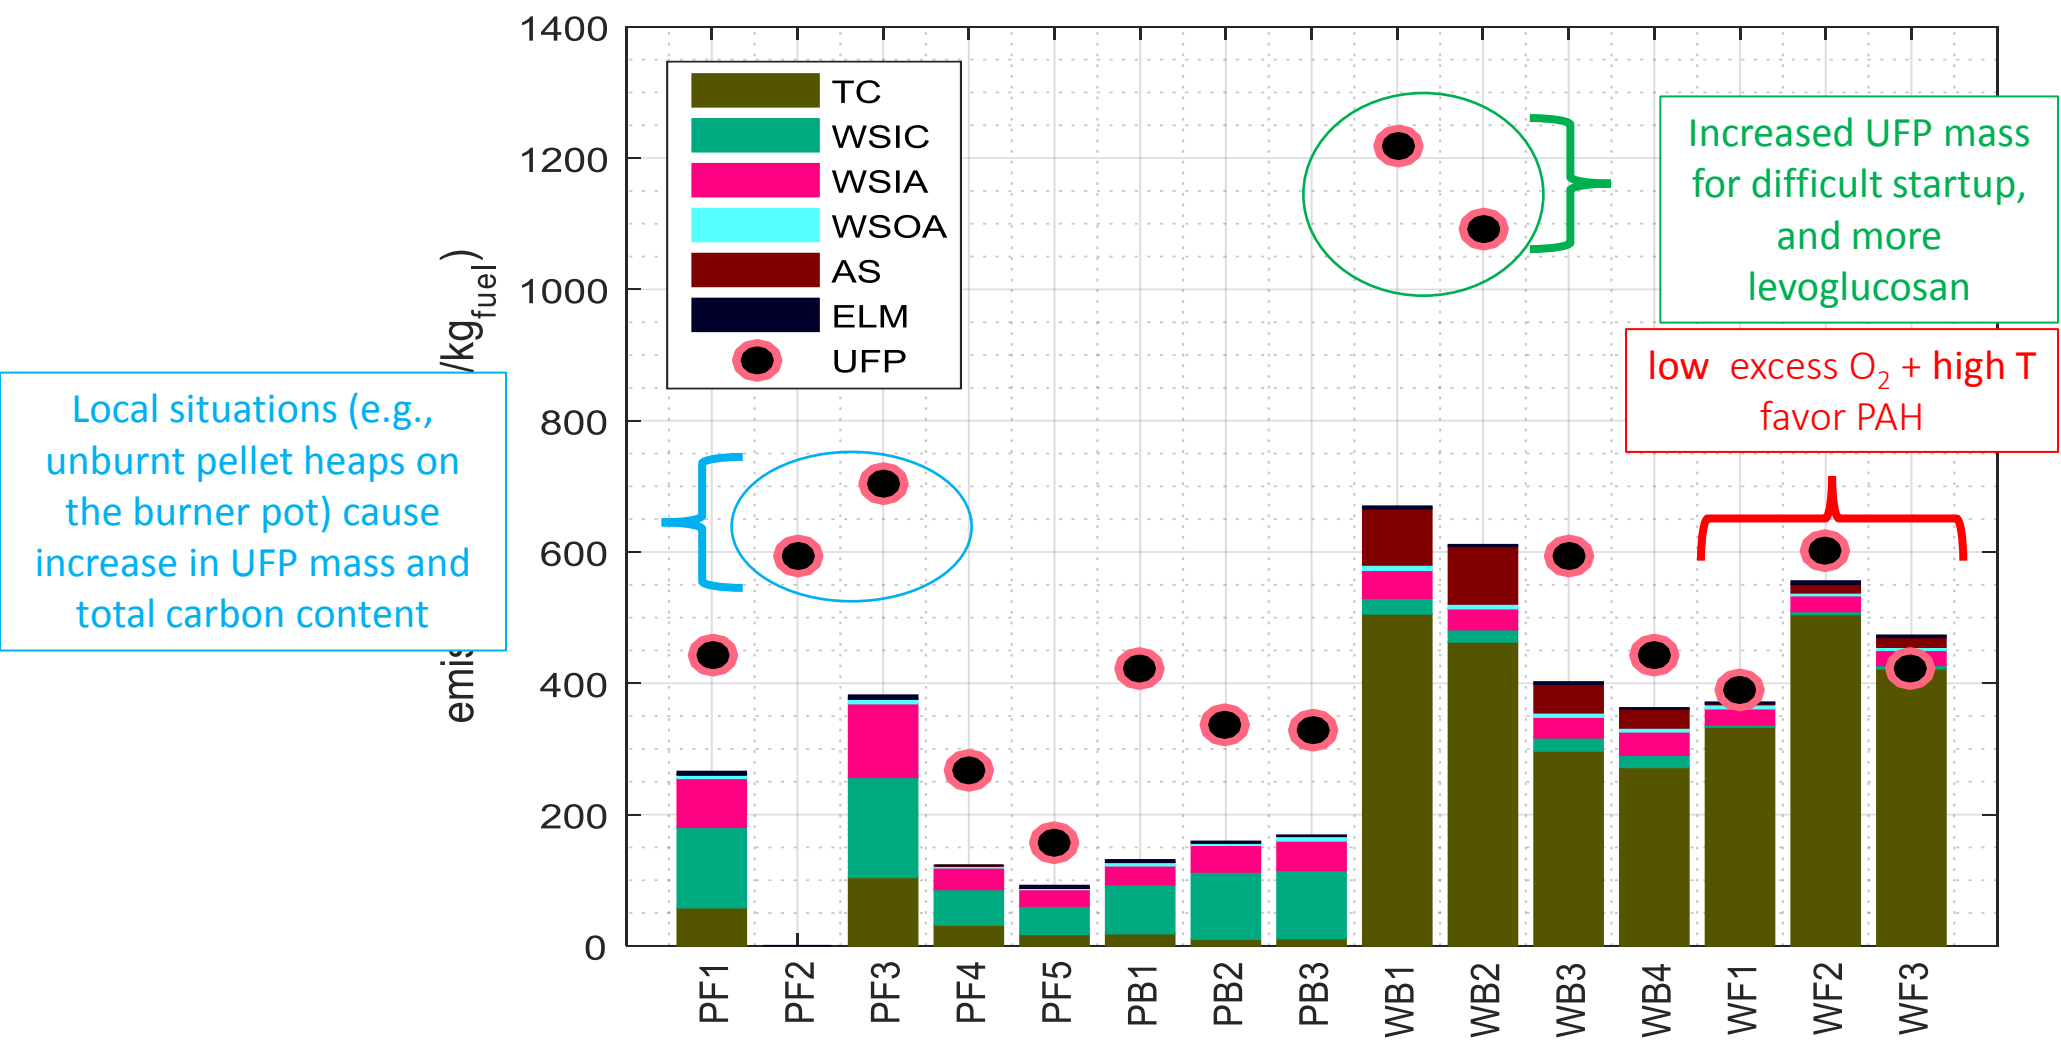 1400
1200
1000
800
600
400
200
0
/kg fuel)
emis
TC
WSIC
WSIA
WSOA
AS
ELM
UFP
Increased UFP mass
for difficult startup,
and more
levoglucosan
low excess O2 + high T
favor PAH
Local situations (e.g.,
unburnt pellet heaps on
the burner pot) cause
increase in UFP mass and
total carbon content
PF1
PF2
PF3
PF4
PF5
PB1
PB2
PB3
WB1
WB2
WB3
WB4
WF1
WF2
WF3